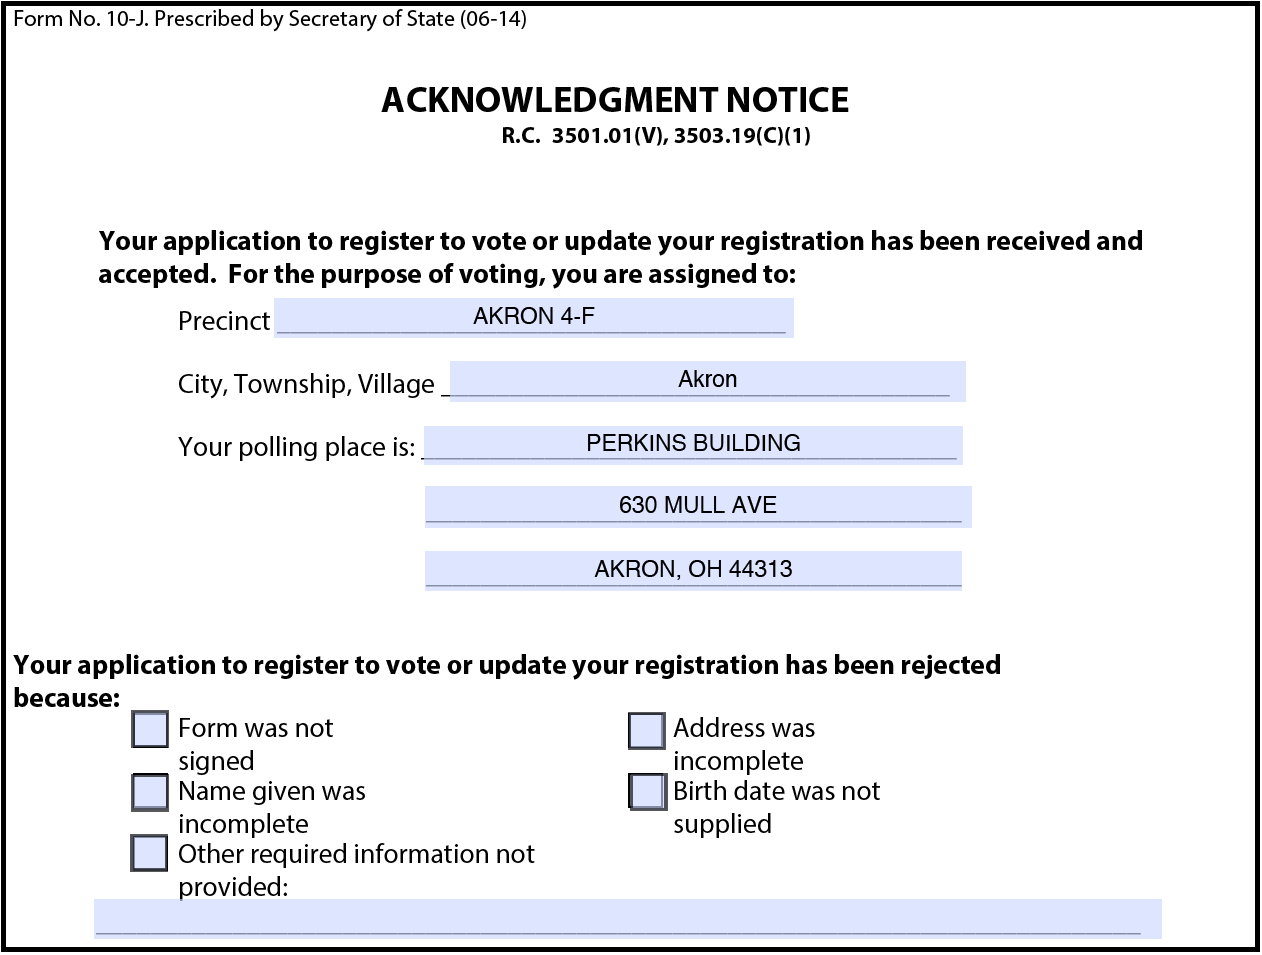 Form No. 10-J. Prescribed by Secretary of State (06-14)
ACKNOWLEDGMENT NOTICE
R.C. 3501.01(V), 3503.19(C)(1)
Your application to register to vote or update your registration has been received and
accepted. For the purpose of voting, you are assigned to:
Precinct AKRON 4-F
City, Township, Village Akron
Your polling place is: PERKINS BUILDING
630 MULL AVE
AKRON, OH 44313
Your application to register to vote or update your registration has been rejected
because:
Form was not
signed
Address was
incomplete
Name given was
incomplete
Birth date was not
supplied
Other required information not
provided: